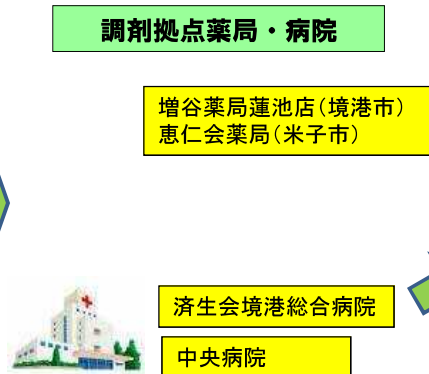 調剤拠点薬局・病院
増谷薬局蓮池店(境港市)
恵仁会薬局(米子市)
済生会境港総合病院
中央病院